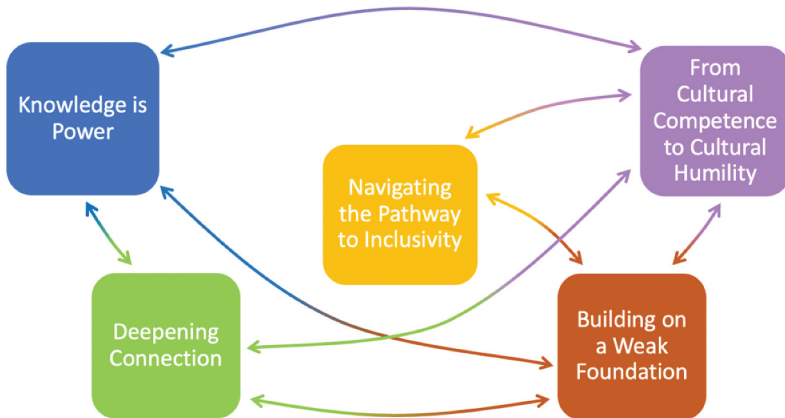 Knowledge is
Power
From
Cultural
Competence
to Cultural
Humility
Navigating
the Pathway
to Inclusivity
Deepening
Connection
Building on
a Weak
Foundation